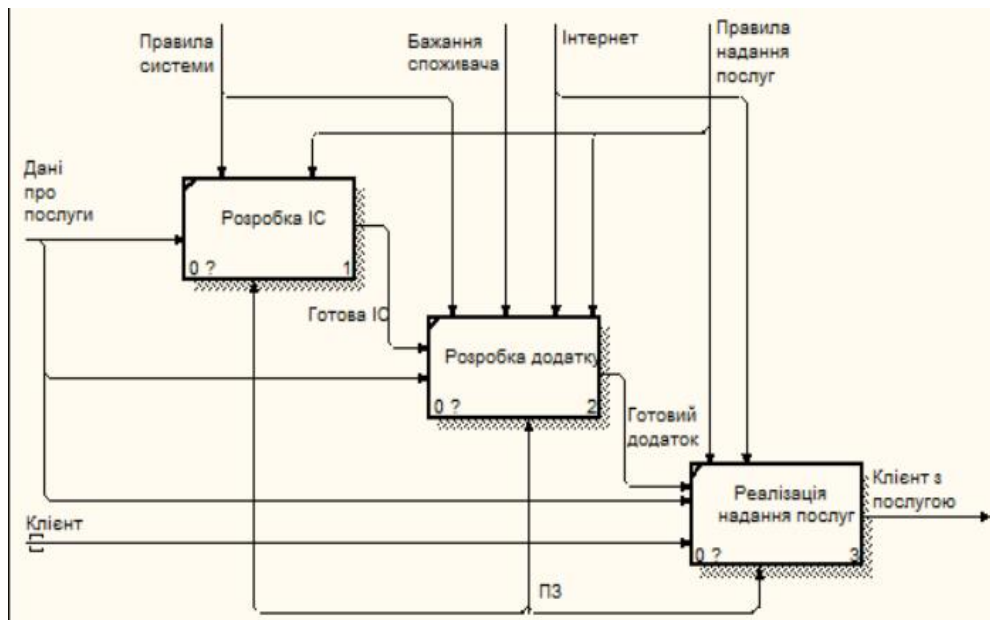 Правила
системи
Бажання
споживача
Інтернет
Правила
надання
послуг
Дані
про
послуги
Розробка ІС
0 ?
1
Готова ІС
Розробка додатку
0 ?
2
Готовий
додаток
Реалізація
надання послуг
0 ?
3
Клієнт з
послугою
Клієнт
ПЗ